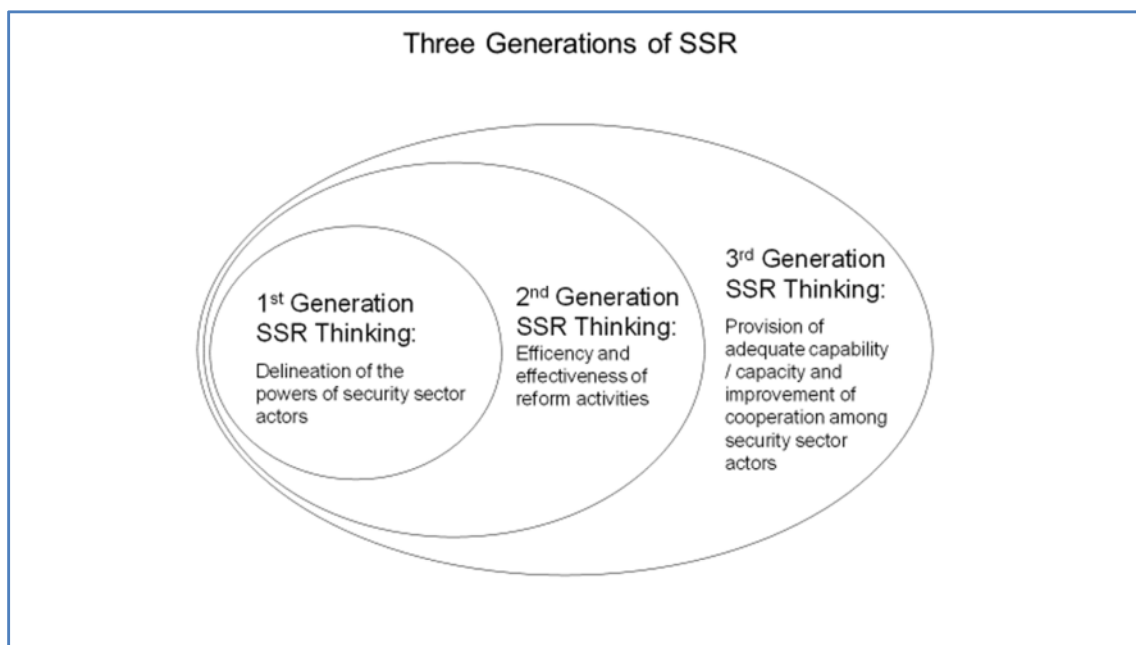 Three Generations of SSR
1st Generation
SSR Thinking:
Delineation of the
powers of security sector
actors
2nd Generation
SSR Thinking:
Efficency and
effectiveness of
reform activities
3rd Generation
SSR Thinking:
Provision of
adequate capability
/ capacity and
improvement of
cooperation among
security sector
actors